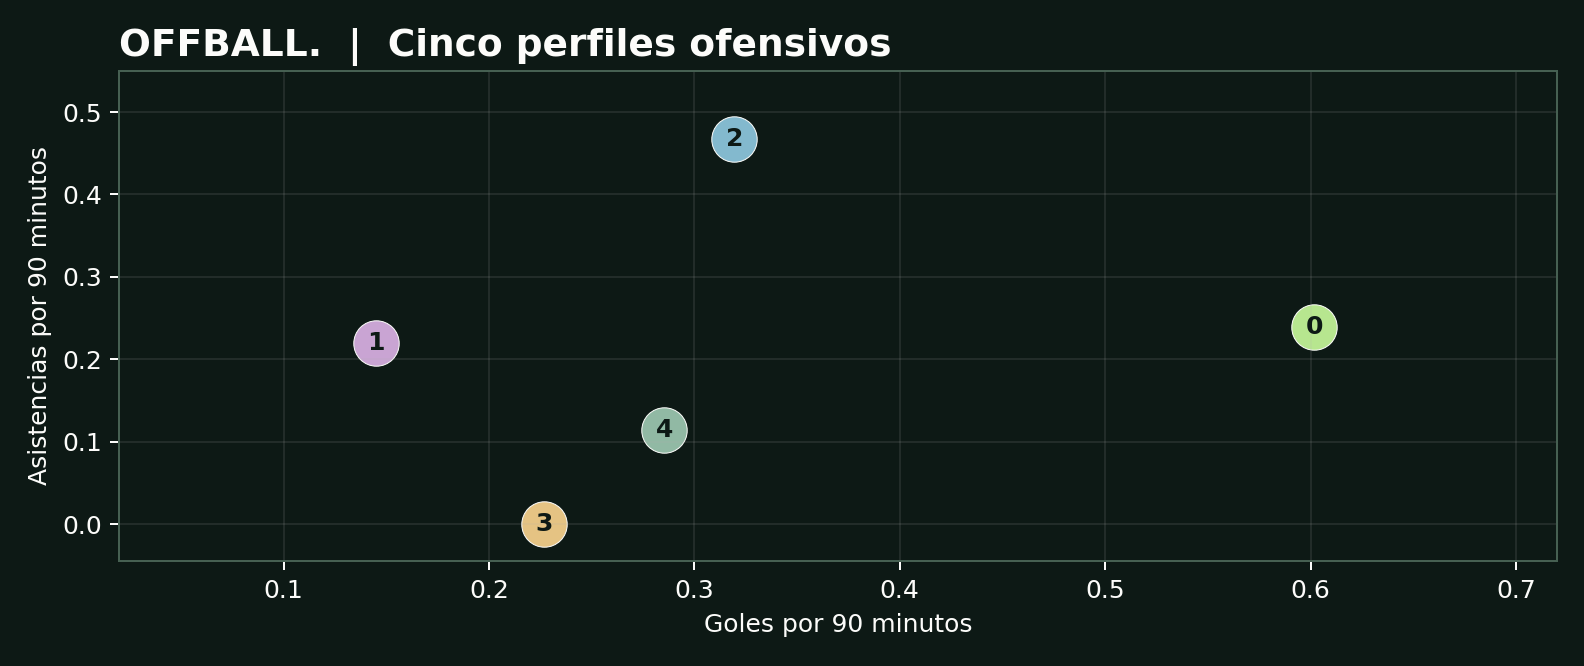 OFFBALL. | Cinco perfiles ofensivos
Asistencias por 90 minutos
0.5
0.4
0.3
0.2
0.1
0.0
2
0
1
4
3
0.1 0.2 0.3 0.4 0.5 0.6 0.7
Goles por 90 minutos